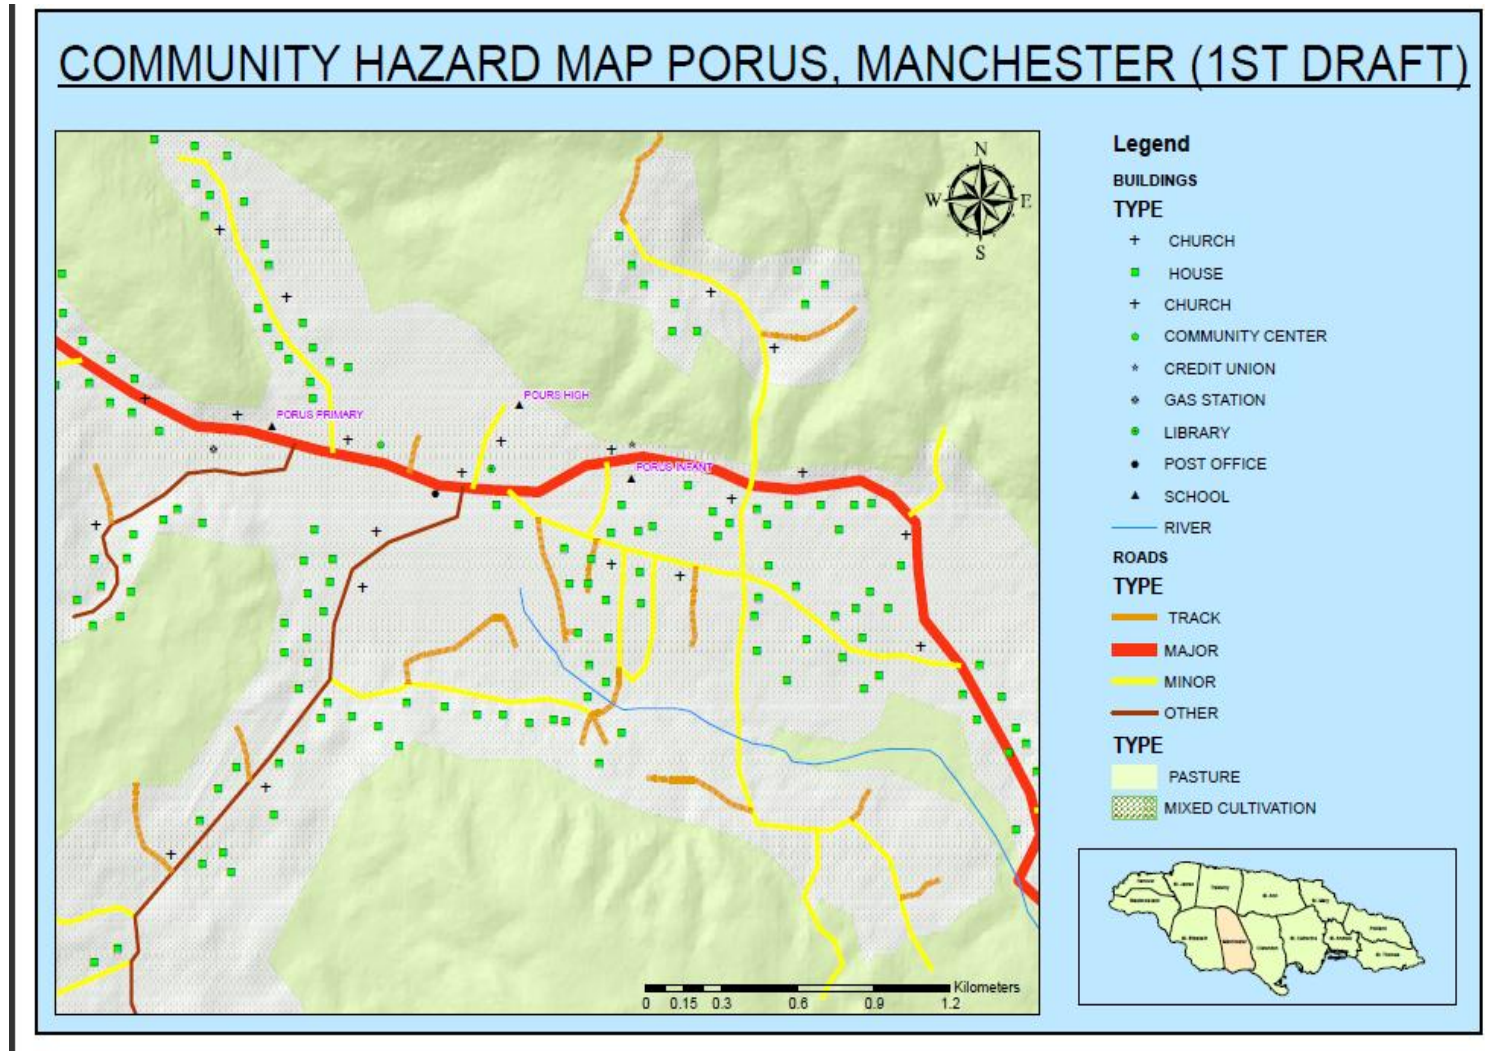 COMMUNITY HAZARD MAP PORUS, MANCHESTER (1ST DRAFT)
N
W E
S
POURS HIGH
PORUS PRIMARY
PORUS INFANT
Kilometers
0 0.15 0.3 0.6 0.9 1.2
Legend
BUILDINGS
TYPE
CHURCH
HOUSE
CHURCH
COMMUNITY CENTER
CREDIT UNION
GAS STATION
LIBRARY
POST OFFICE
SCHOOL
RIVER
ROADS
TYPE
TRACK
MAJOR
MINOR
OTHER
TYPE
PASTURE
MIXED CULTIVATION